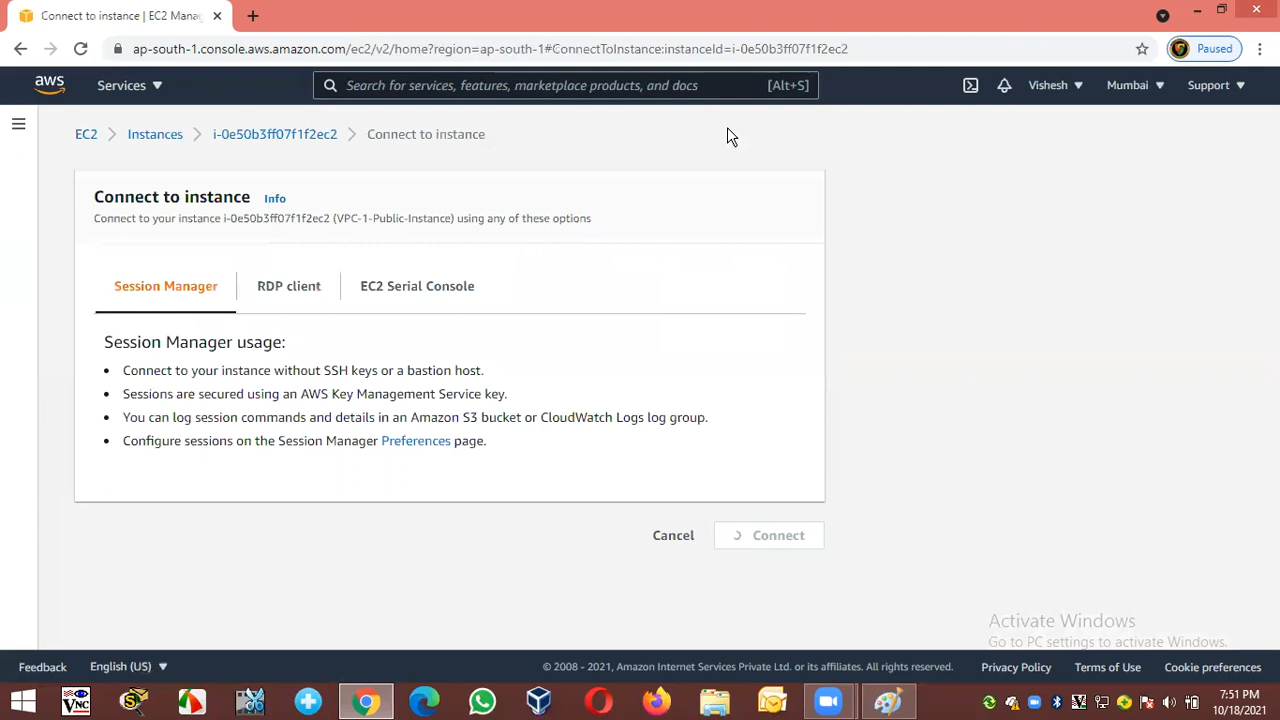 Connect to instance | EC2 Mana
ap-south-1.console.aws.amazon.com/ec2/v2/home?region=ap-south-1#ConnectToInstance:instanceId=i-0e50b3ff07f1f2ec2
Paused
aws
Services
Search for services, features, marketplace products, and docs
[Alt+S]
Vishesh
Mumbai
Support
EC2
Instances
i-0e50b3ff07f1f2ec2
Connect to instance
Connect to instance Info
Connect to your instance i-0e50b3ff07f1f2ec2 (VPC-1-Public-Instance) using any of these options
Session Manager
RDP client
EC2 Serial Console
Session Manager usage:
• Connect to your instance without SSH keys or a bastion host.
• Sessions are secured using an AWS Key Management Service key.
• You can log session commands and details in an Amazon S3 bucket or CloudWatch Logs log group.
• Configure sessions on the Session Manager Preferences page.
Cancel
Connect
Activate Windows
Go to PC settings to activate Windows.
Feedback
English (US)
© 2008 - 2021, Amazon Internet Services Private Ltd. or its affiliates. All rights reserved.
Privacy Policy
Terms of Use
Cookie preferences
VNC
7:51 PM
10/18/2021